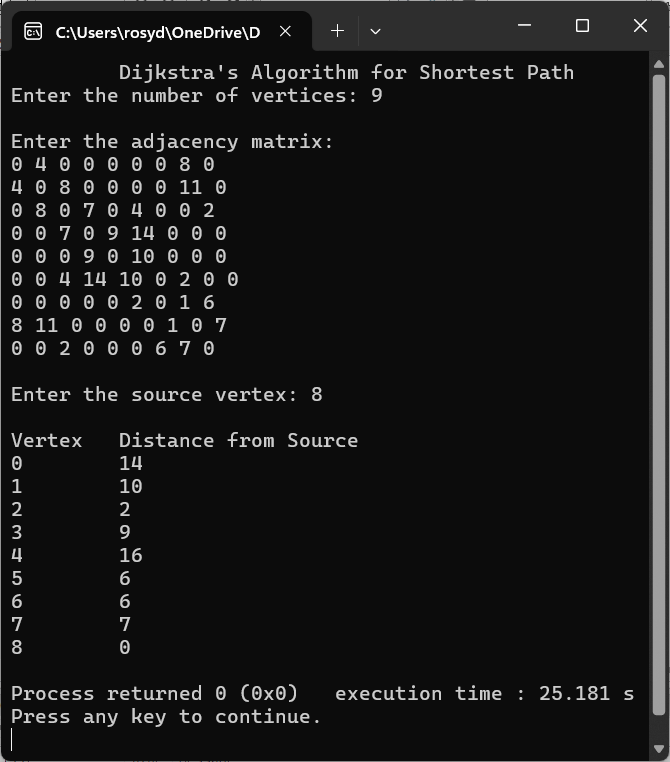 C:\Users\rosyd\OneDrive\D
Dijkstra's Algorithm for Shortest Path
Enter the number of vertices: 9
Enter the adjacency matrix:
0 4 0 0 0 0 0 8 0
4 0 8 0 0 0 0 11 0
0 8 0 7 0 4 0 0 2
0 0 7 0 9 14 0 0 0
0 0 0 9 0 10 0 0 0
0 0 4 14 10 0 2 0 0
0 0 0 0 0 2 0 1 6
8 11 0 0 0 0 1 0 7
0 0 2 0 0 0 6 7 0
Enter the source vertex: 8
Vertex   Distance from Source
0        14
1        10
2        2
3        9
4        16
5        6
6        6
7        7
8        0
Process returned 0 (0x0)   execution time : 25.181 s
Press any key to continue.